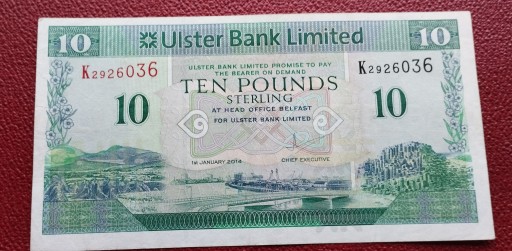 10 Ulster Bank Limited 10
K2926036 K2926036
ULSTER BANK LIMITED PROMISE TO PAY
THE BEARER ON DEMAND
TEN POUNDS
STERLING
10 10
AT HEAD OFFICE BELFAST
FOR ULSTER BANK LIMITED
1st JANUARY 2014 CHIEF EXECUTIVE